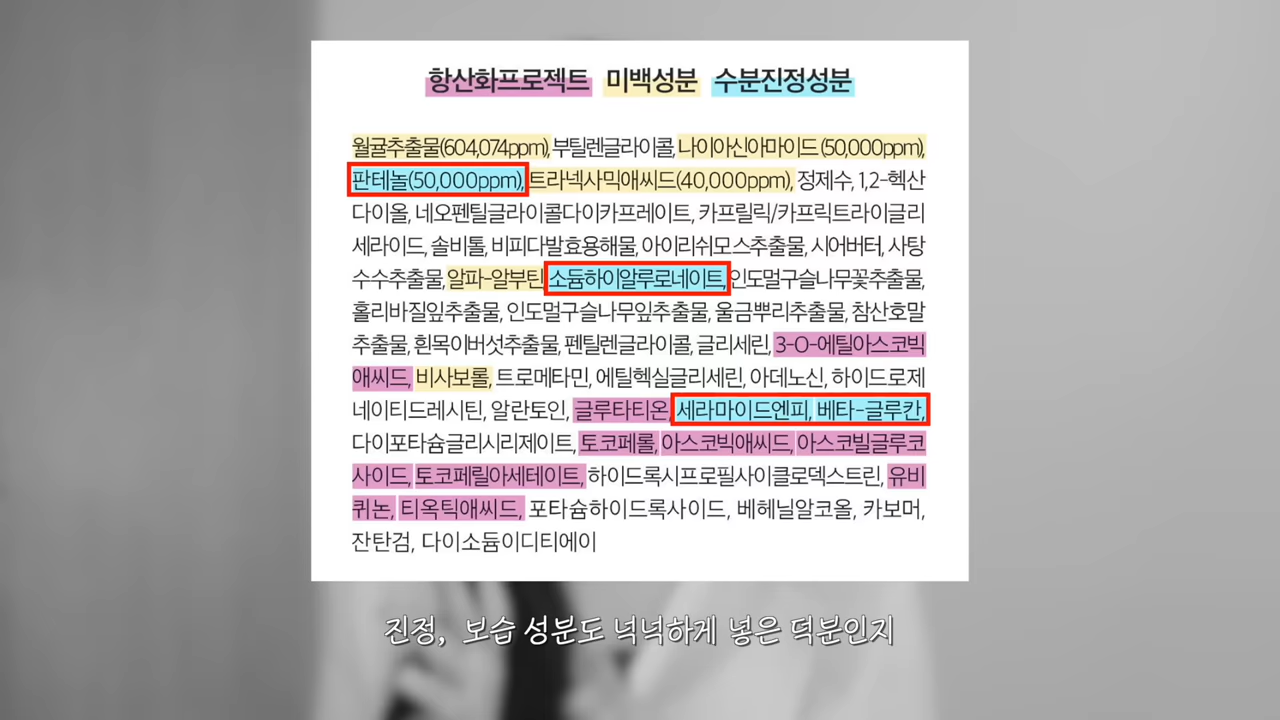 항산화프로젝트 미백성분 수분진정성분
월귤추출물(604,074ppm), 부틸렌글라이콜, 나이아신아마이드 (50,000ppm),
판테놀(50,000ppm), 트라넥사믹애씨드(40,000ppm), 정제수, 1,2-헥산
다이올, 네오펜틸글라이콜다이카프레이트, 카프릴릭/카프릭트라이글리
세라이드, 솔비톨, 비피다발효용해물, 아이리쉬모스추출물, 시어버터, 사탕
수수추출물, 알파-알부틴, 소듐하이알루로네이트, 인도멀구슬나무꽃추출물,
홀리바질잎추출물, 인도멀구슬나무잎추출물, 울금뿌리추출물, 참산호말
추출물, 흰목이버섯추출물, 펜틸렌글라이콜, 글리세린, 3-O-에틸아스코빅
애씨드, 비사보롤, 트로메타민, 에틸헥실글리세린, 아데노신, 하이드로제
네이티드레시틴, 알란토인, 글루타티온, 세라마이드엔피, 베타-글루칸,
다이포타슘글리시리제이트, 토코페롤, 아스코빅애씨드, 아스코빌글루코
사이드, 토코페릴아세테이트, 하이드록시프로필사이클로덱스트린, 유비
퀴논, 티옥틱애씨드, 포타슘하이드록사이드, 베헤닐알코올, 카보머,
잔탄검, 다이소듐이디티에이
진정, 보습 성분도 넉넉하게 넣은 덕분인지